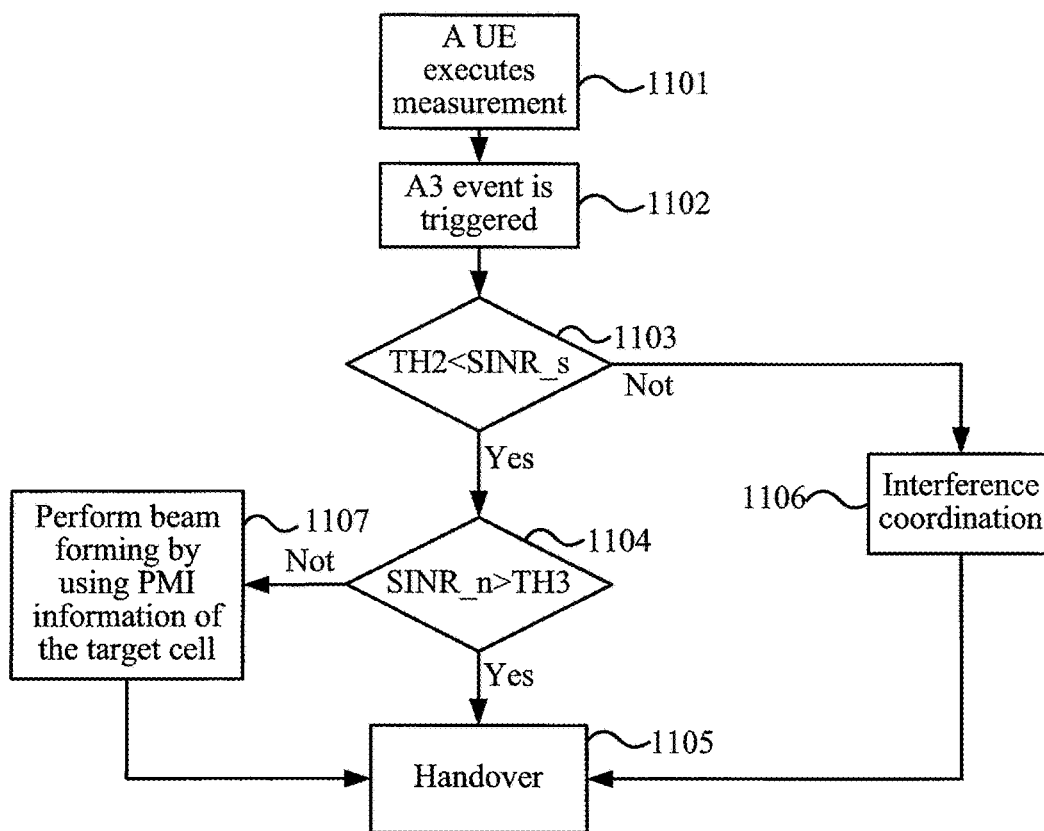 A UE
executes
measurement
1101
A3 event is
triggered
1102
1103
TH2<SINR_s
Not
Yes
1106
Interference
coordination
1107
Perform beam
forming by
using PMI
information of
the target cell
Not
1104
SINR_n>TH3
Yes
1105
Handover